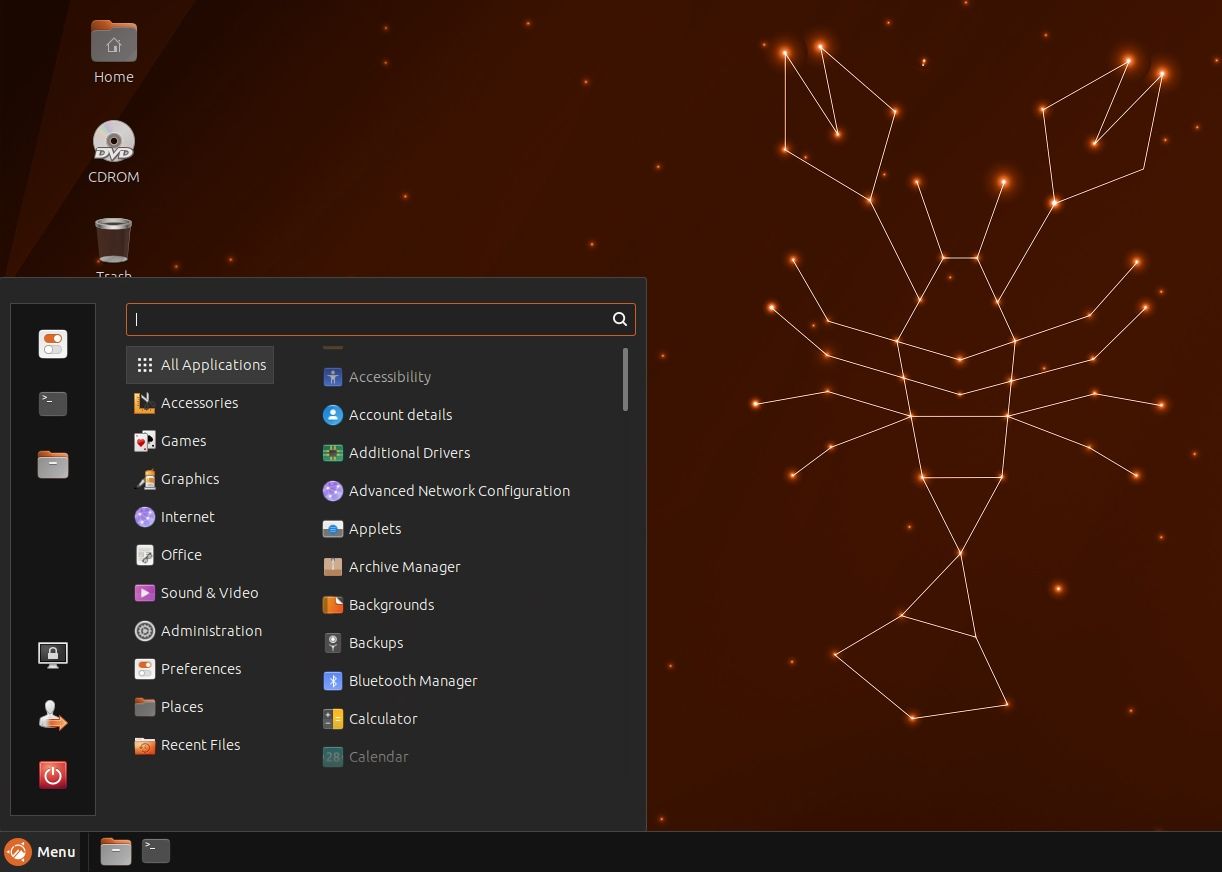 Home
DVD
CDROM
Trash
All Applications
Accessories
Games
Graphics
Internet
Office
Sound & Video
Administration
Preferences
Places
Recent Files
Accessibility
Account details
Additional Drivers
Advanced Network Configuration
Applets
Archive Manager
Backgrounds
Backups
Bluetooth Manager
Calculator
28
Calendar
Menu